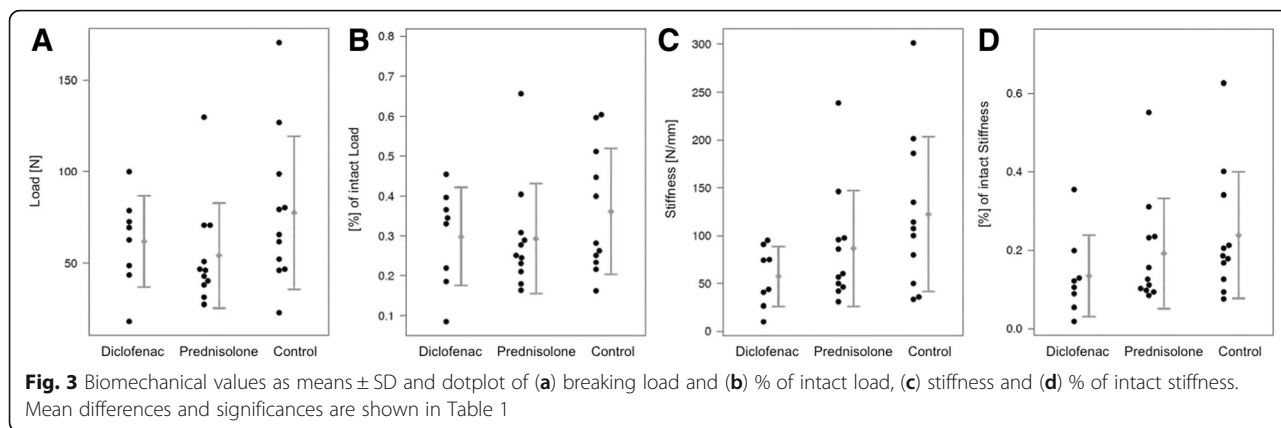 A
B
C
D
Load [N]
150
100
50
Diclofenac Prednisolone Control
[%] of intact Load
0.8
0.7
0.6
0.5
0.4
0.3
0.2
0.1
Diclofenac Prednisolone Control
Stiffness [N/mm]
300
250
200
150
100
50
0
Diclofenac Prednisolone Control
[%] of intact Stiffness
0.6
0.4
0.2
0.0
Diclofenac Prednisolone Control
Fig. 3 Biomechanical values as means ± SD and dotplot of (a) breaking load and (b) % of intact load, (c) stiffness and (d) % of intact stiffness.
Mean differences and significances are shown in Table 1